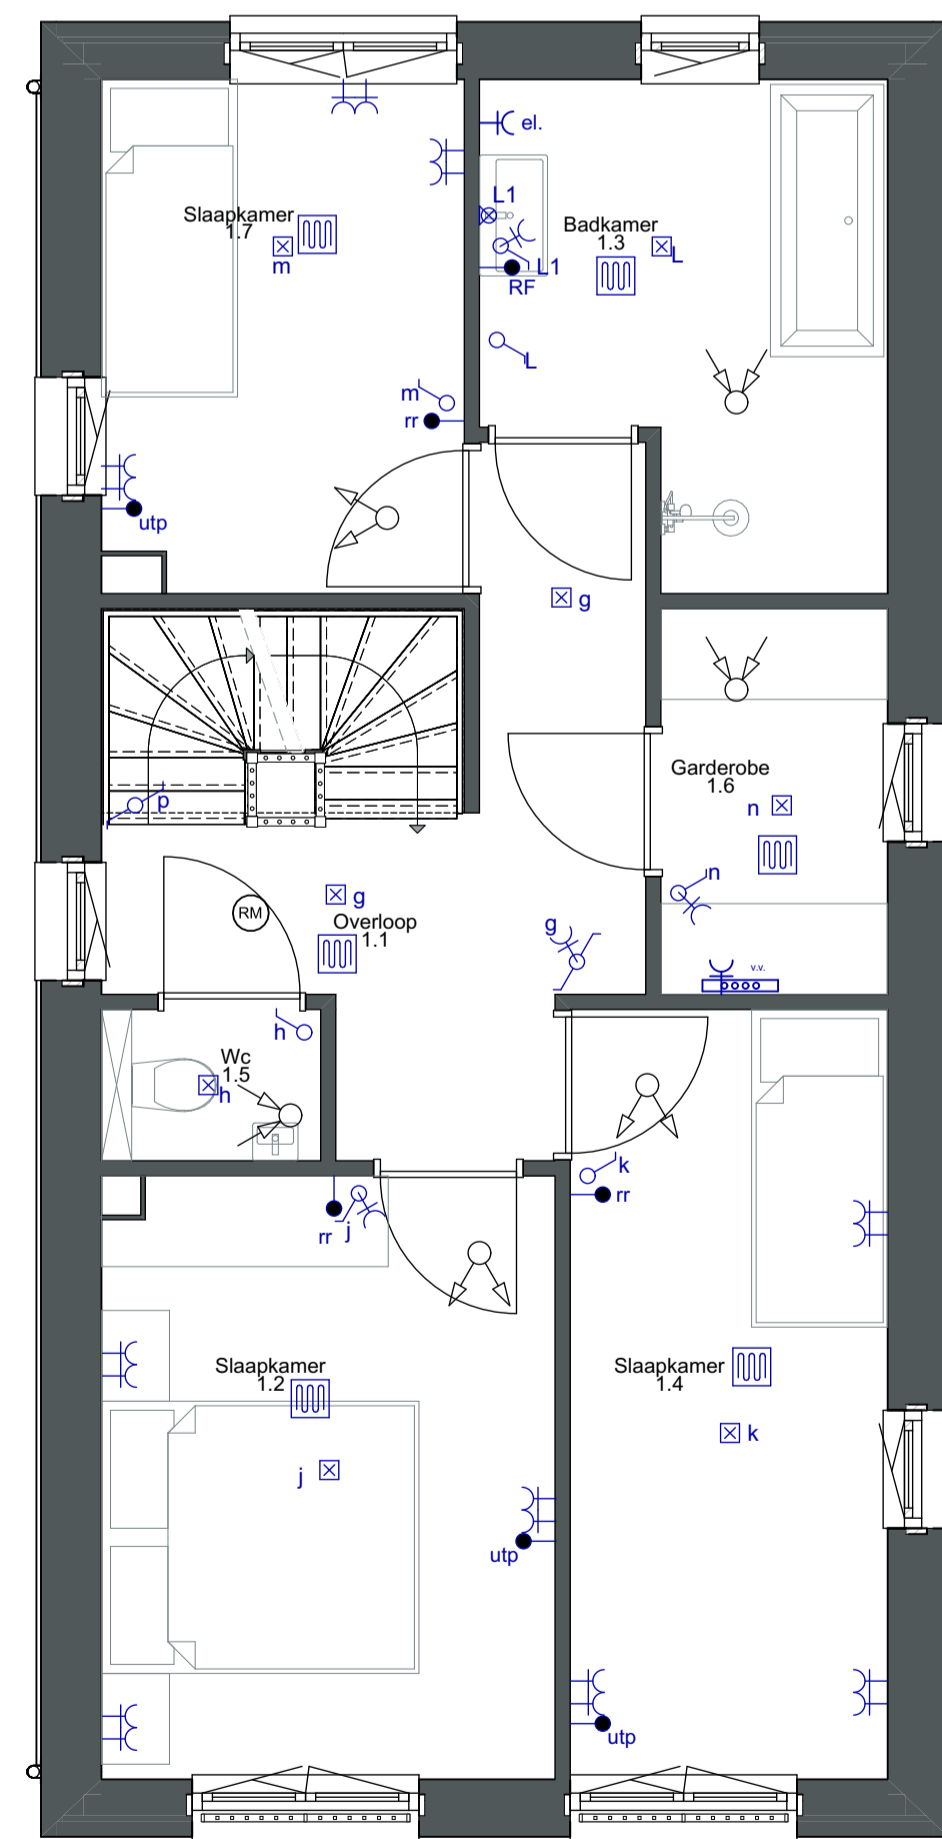 el.
Slaapkamer
1.7
m
L1
Badkamer
1.3
L
L1
RF
L
m
rr
utp
g
Garderobe
1.6
n
p
n
g
RM
Overloop
1.1
g
v.v.
h
Wc
1.5
h
k
rr
rr
j
Slaapkamer
1.2
Slaapkamer
1.4
k
j
utp
utp